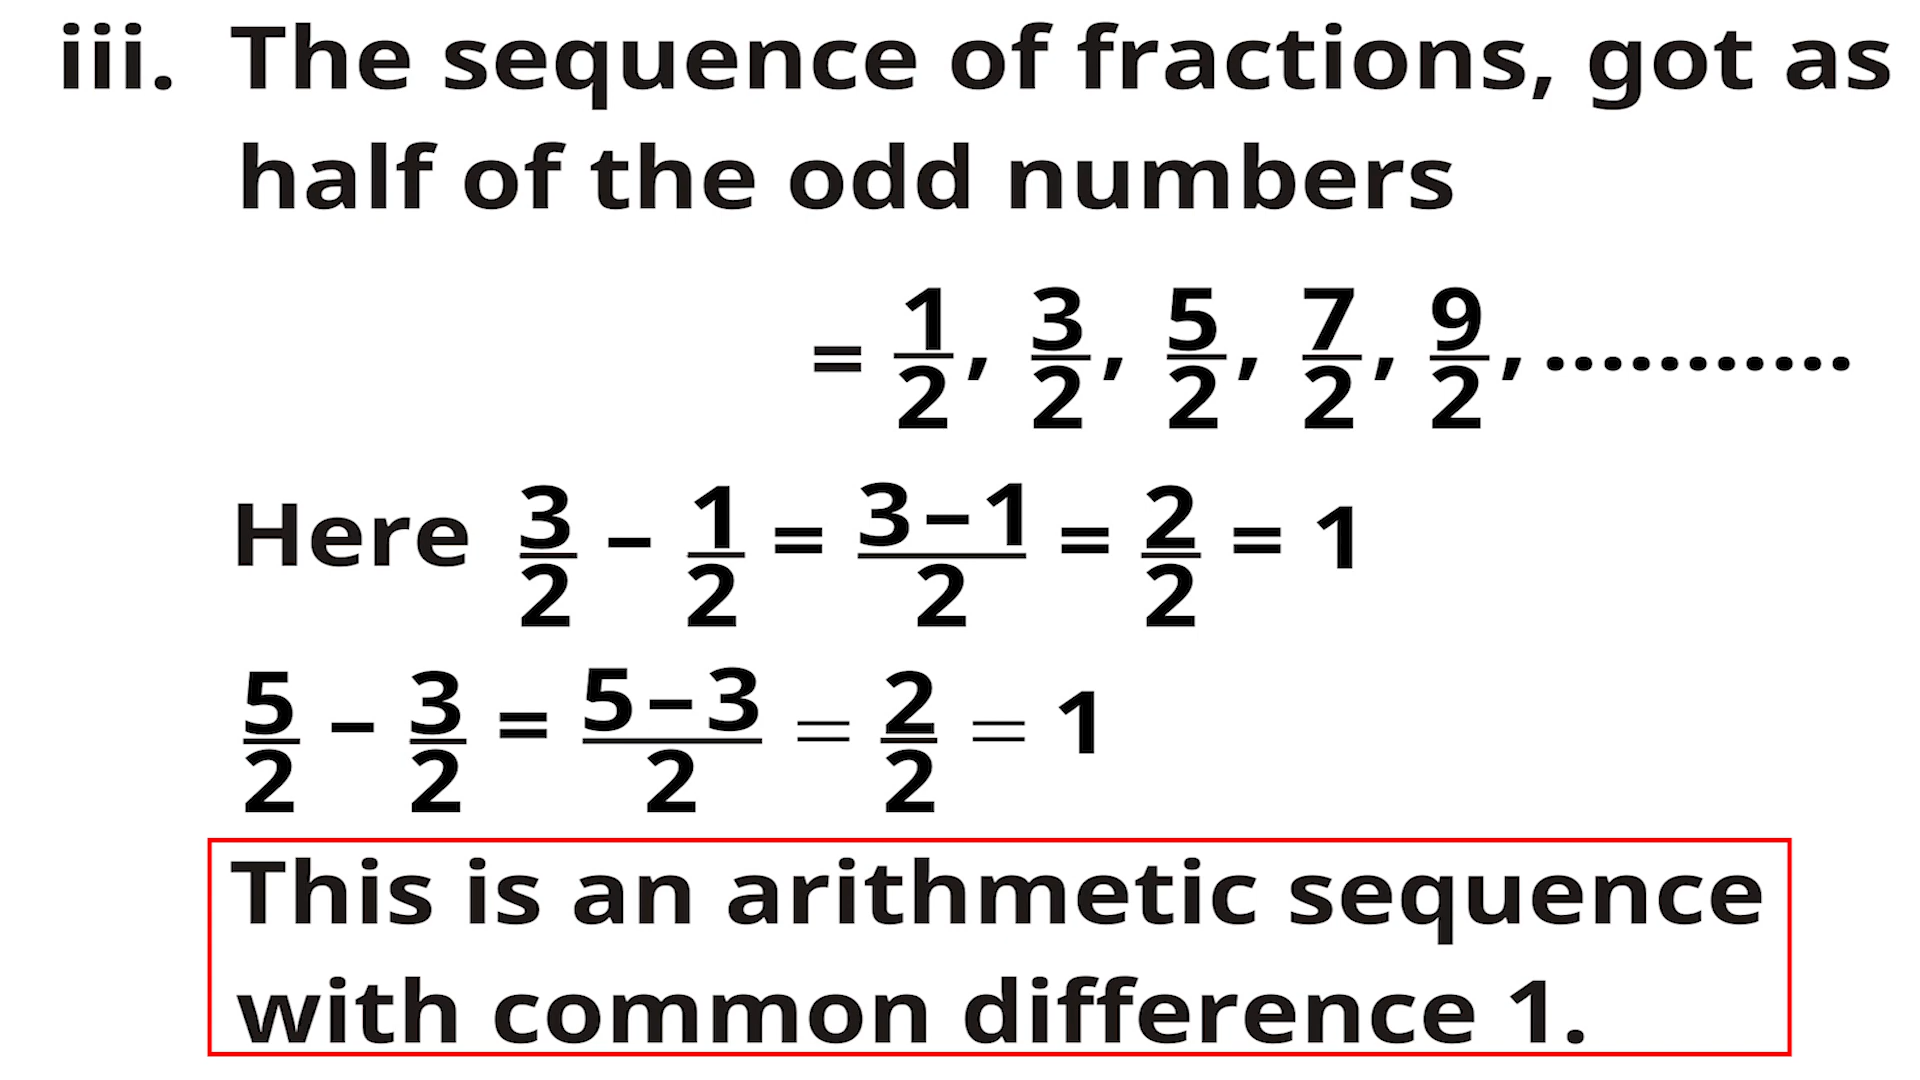 iii. The sequence of fractions, got as
half of the odd numbers
= 1/2, 3/2, 5/2, 7/2, 9/2, ...........
Here 3/2 – 1/2 = 3–1/2 = 2/2 = 1
5/2 – 3/2 = 5–3/2 = 2/2 = 1
This is an arithmetic sequence
with common difference 1.